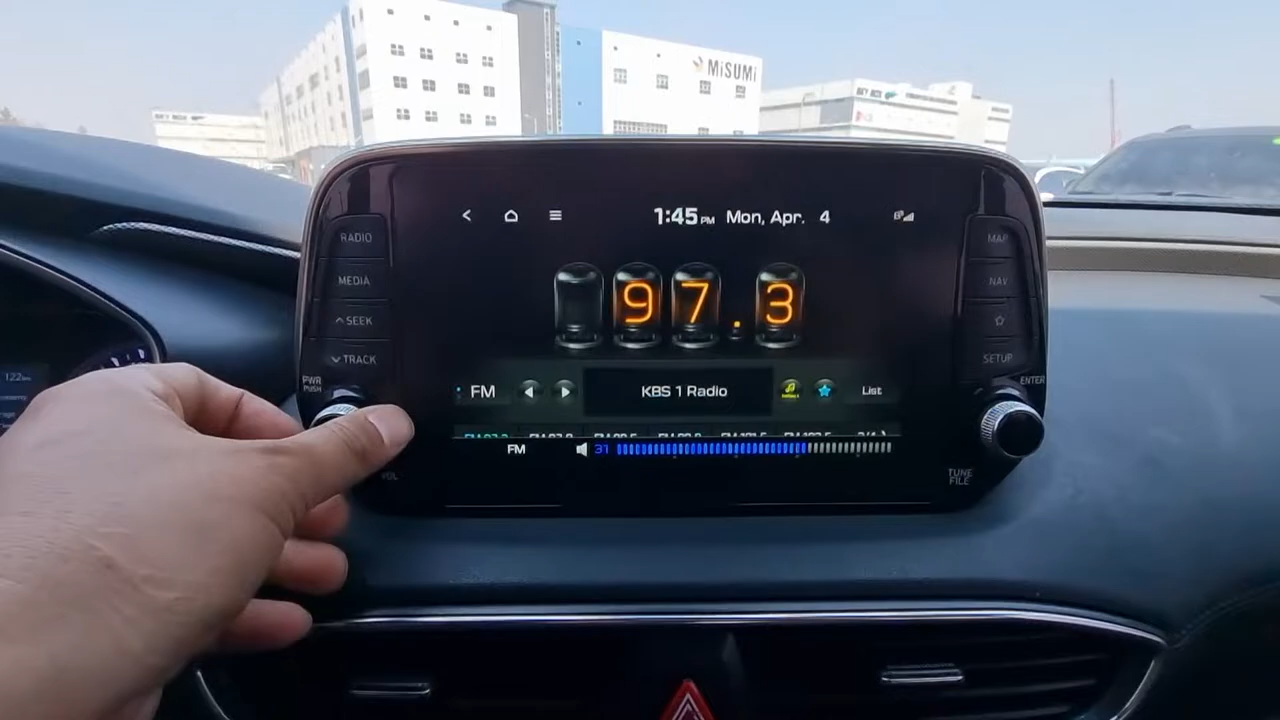 MiSUMi
1:45 PM Mon, Apr. 4
RADIO
MEDIA
SEEK
TRACK
PWR
PUSH
VOL
97.3
FM
KBS 1 Radio
List
FM
31
MAP
NAV
SETUP
ENTER
TUNE
FILE
122